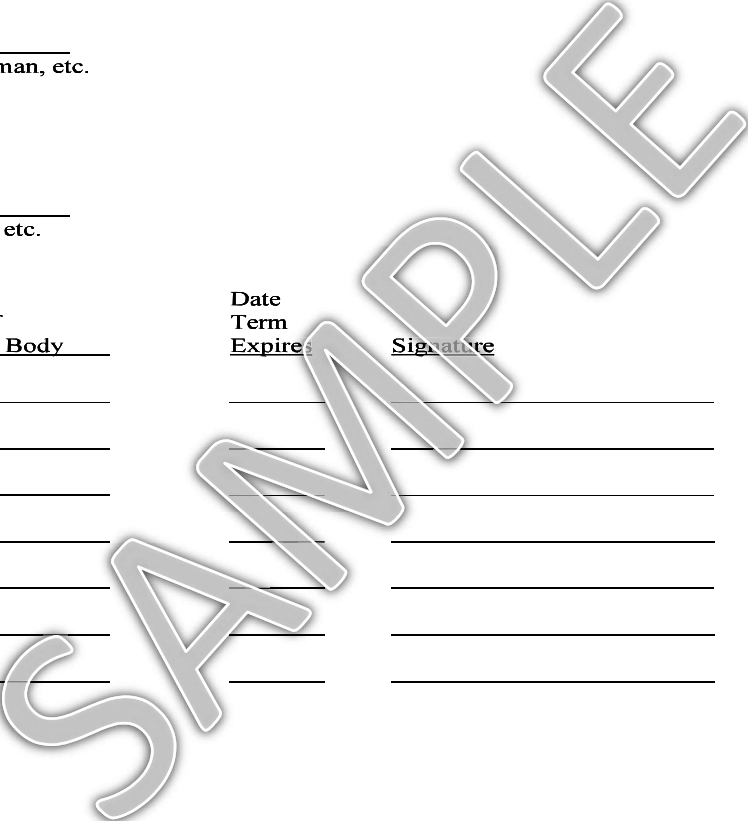 man, etc.
etc.
Date
Term
Body Expires Signature
SAMPLE